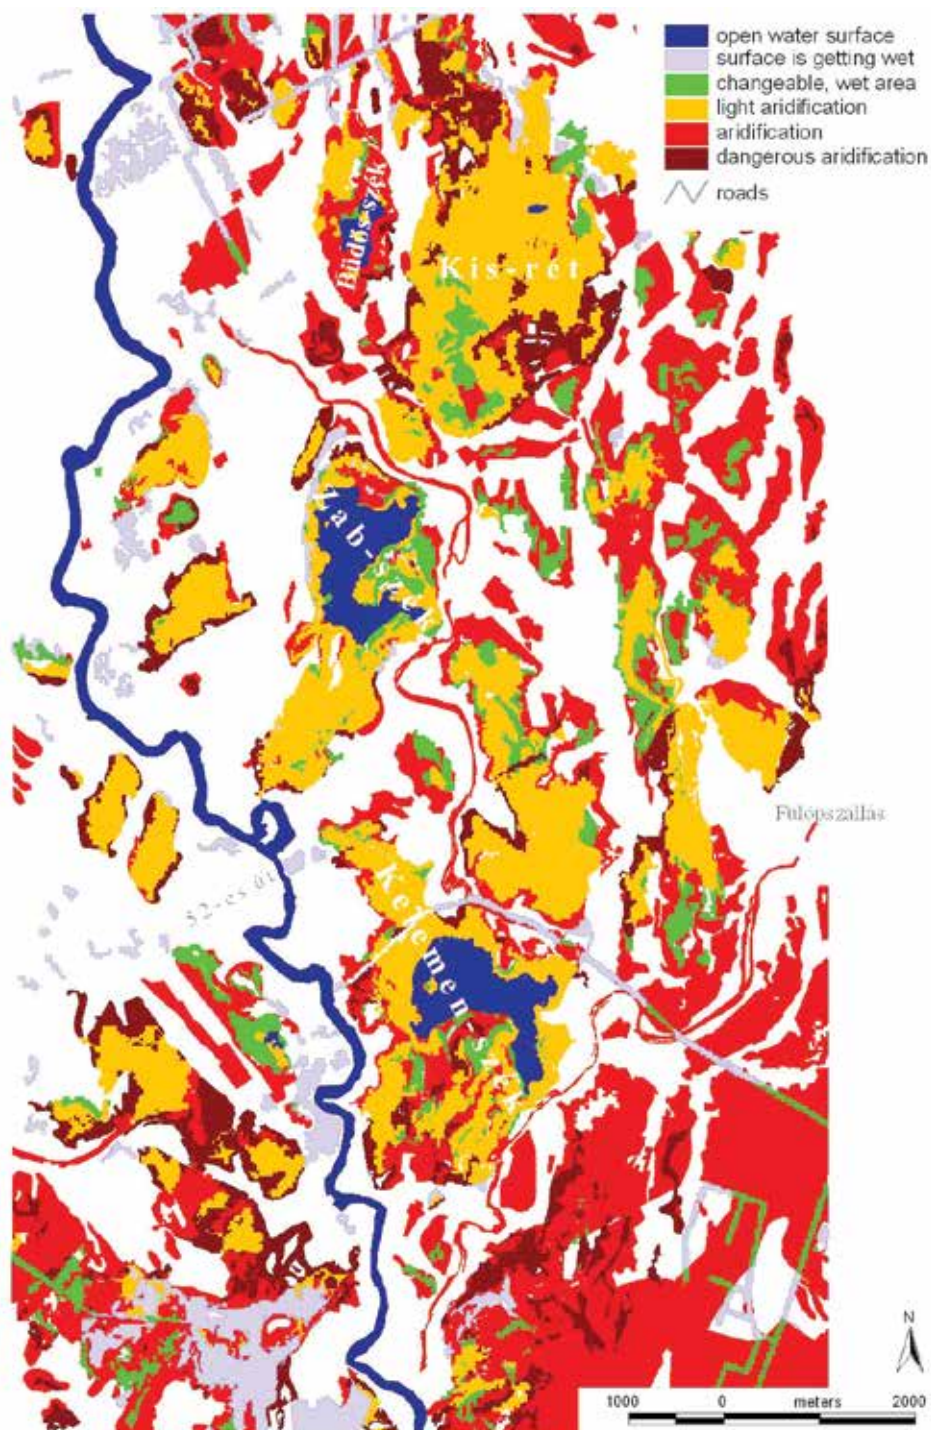 open water surface
surface is getting wet
changeable, wet area
light aridification
aridification
dangerous aridification
roads
Büdös-szék
Kis-rét
Zab-szék
Fülöpszállás
52-es út
Kelemen-szék
N
1000 0 meters 2000